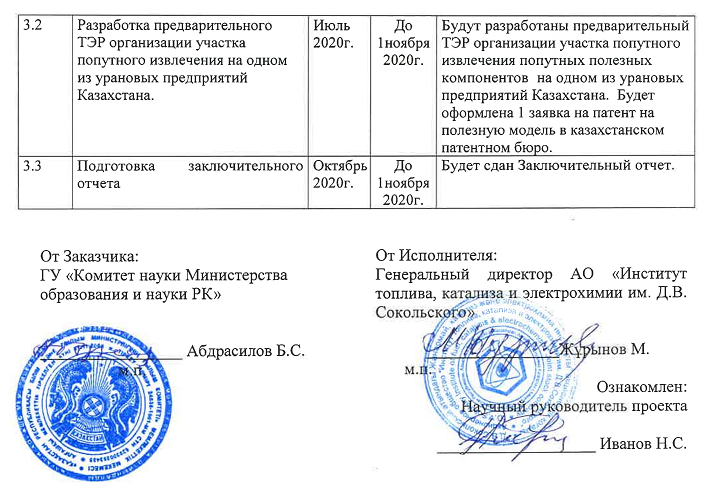 3.2
Разработка предварительного
ТЭР организации участка
попутного извлечения на одном
из урановых предприятий
Казахстана.
Июль
2020г.
До
1ноября
2020г.
Будут разработаны предварительный
ТЭР организации участка попутного
извлечения попутных полезных
компонентов на одном из урановых
предприятий Казахстана. Будет
оформлена 1 заявка на патент на
полезную модель в казахстанском
патентном бюро.
3.3
Подготовка заключительного
отчета
Октябрь
2020г.
До
1ноября
2020г.
Будет сдан Заключительный отчет.
От Заказчика:
ГУ «Комитет науки Министерства
образования и науки РК»
Абдрасилов Б.С.
м.п.
ҚАЗАҚСТАН
От Исполнителя:
Генеральный директор АО «Институт
топлива, катализа и электрохимии им. Д.В.
Сокольского»
Жұрынов М.
м.п.
Ознакомлен:
Научный руководитель проекта
Иванов Н.С.